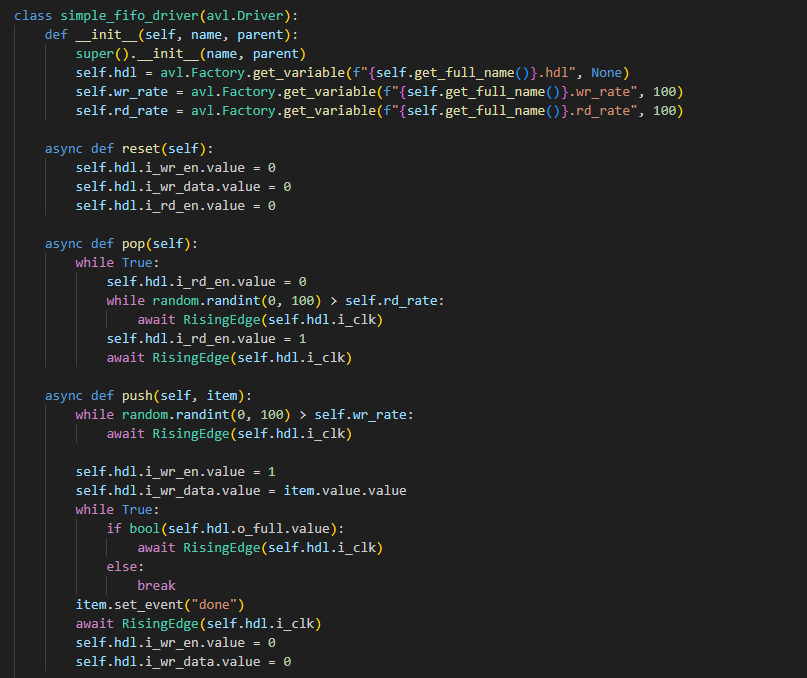 class simple_fifo_driver(avl.Driver):
    def __init__(self, name, parent):
        super().__init__(name, parent)
        self.hdl = avl.Factory.get_variable(f"{self.get_full_name()}.hdl", None)
        self.wr_rate = avl.Factory.get_variable(f"{self.get_full_name()}.wr_rate", 100)
        self.rd_rate = avl.Factory.get_variable(f"{self.get_full_name()}.rd_rate", 100)

    async def reset(self):
        self.hdl.i_wr_en.value = 0
        self.hdl.i_wr_data.value = 0
        self.hdl.i_rd_en.value = 0

    async def pop(self):
        while True:
            self.hdl.i_rd_en.value = 0
            while random.randint(0, 100) > self.rd_rate:
                await RisingEdge(self.hdl.i_clk)
            self.hdl.i_rd_en.value = 1
            await RisingEdge(self.hdl.i_clk)

    async def push(self, item):
        while random.randint(0, 100) > self.wr_rate:
            await RisingEdge(self.hdl.i_clk)

        self.hdl.i_wr_en.value = 1
        self.hdl.i_wr_data.value = item.value.value
        while True:
            if bool(self.hdl.o_full.value):
                await RisingEdge(self.hdl.i_clk)
            else:
                break
        item.set_event("done")
        await RisingEdge(self.hdl.i_clk)
        self.hdl.i_wr_en.value = 0
        self.hdl.i_wr_data.value = 0